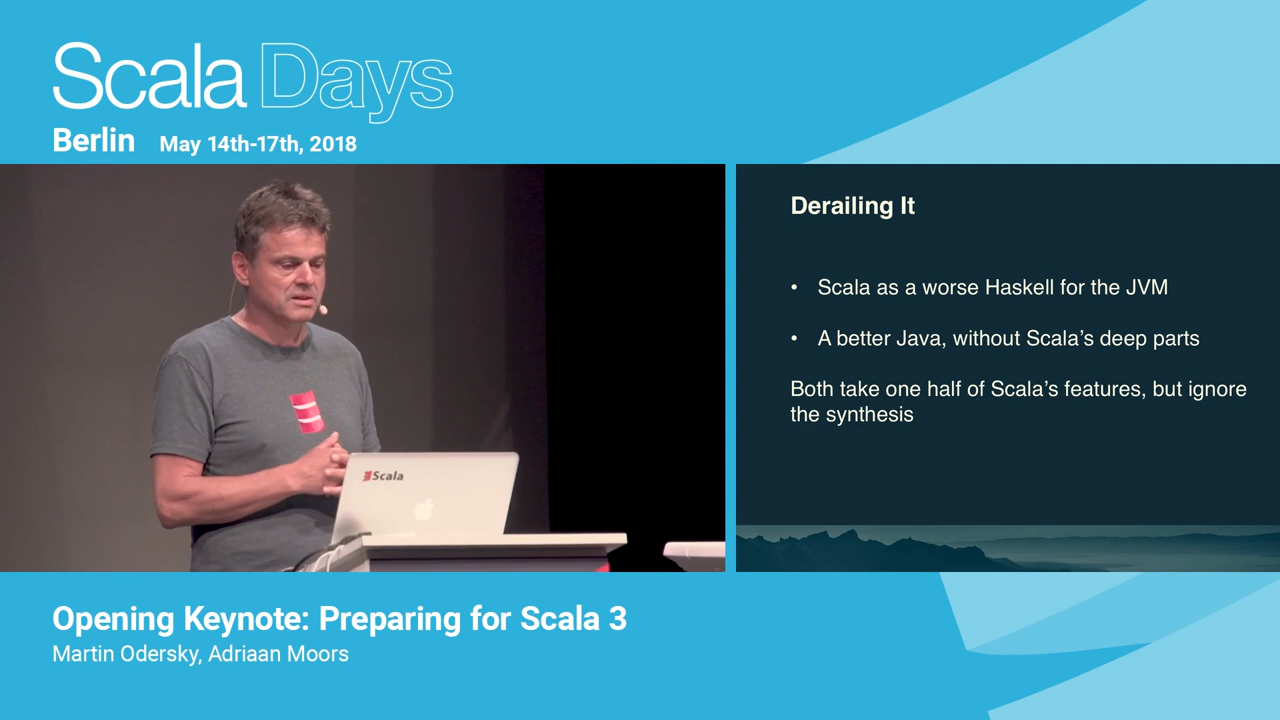 Scala Days
Berlin May 14th-17th, 2018
Derailing It
• Scala as a worse Haskell for the JVM
• A better Java, without Scala's deep parts
Both take one half of Scala's features, but ignore
the synthesis
Scala
Opening Keynote: Preparing for Scala 3
Martin Odersky, Adriaan Moors